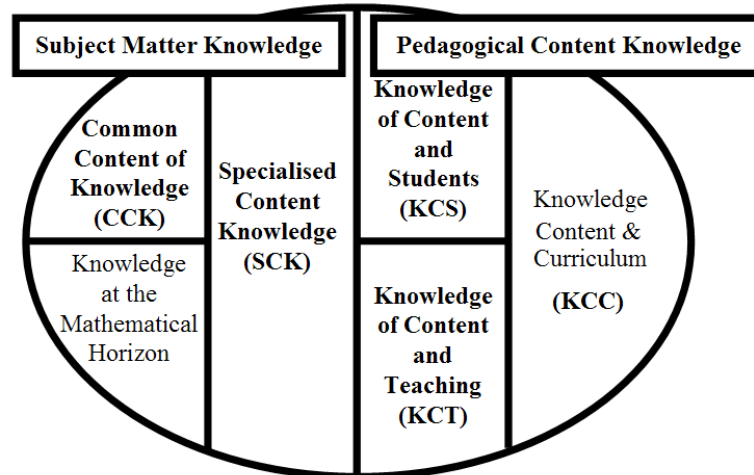 Subject Matter Knowledge
Pedagogical Content Knowledge
Common
Content of
Knowledge
(CCK)
Knowledge
at the
Mathematical
Horizon
Specialised
Content
Knowledge
(SCK)
Knowledge
of Content
and
Students
(KCS)
Knowledge
of Content
and
Teaching
(KCT)
Knowledge
Content &
Curriculum
(KCC)